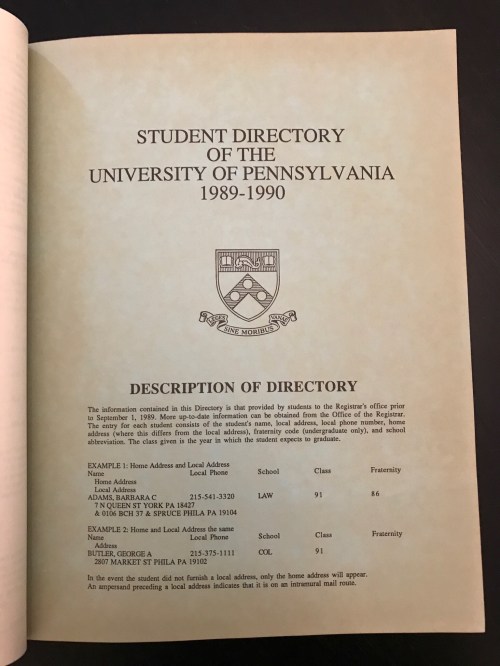 STUDENT DIRECTORY
OF THE
UNIVERSITY OF PENNSYLVANIA
1989-1990
LEGES SINE MORIBUS VANAE
DESCRIPTION OF DIRECTORY
The information contained in this Directory is that provided by students to the Registrar's office prior
to September 1, 1989. More up-to-date information can be obtained from the Office of the Registrar.
The entry for each student consists of the student's name, local address, local phone number, home
address (where this differs from the local address), fraternity code (undergraduate only), and school
abbreviation. The class given is the year in which the student expects to graduate.
EXAMPLE 1: Home Address and Local Address
Name Local Phone School Class Fraternity
Home Address
Local Address
ADAMS, BARBARA C 215-541-3320 LAW 91 86
7 N QUEEN ST YORK PA 18427
& 0106 BCH 37 & SPRUCE PHILA PA 19104
EXAMPLE 2: Home and Local Address the same
Name Local Phone School Class Fraternity
Address
BUTLER, GEORGE A 215-375-1111 COL 91
2807 MARKET ST PHILA PA 19102
In the event the student did not furnish a local address, only the home address will appear.
An ampersand preceding a local address indicates that it is on an intramural mail route.